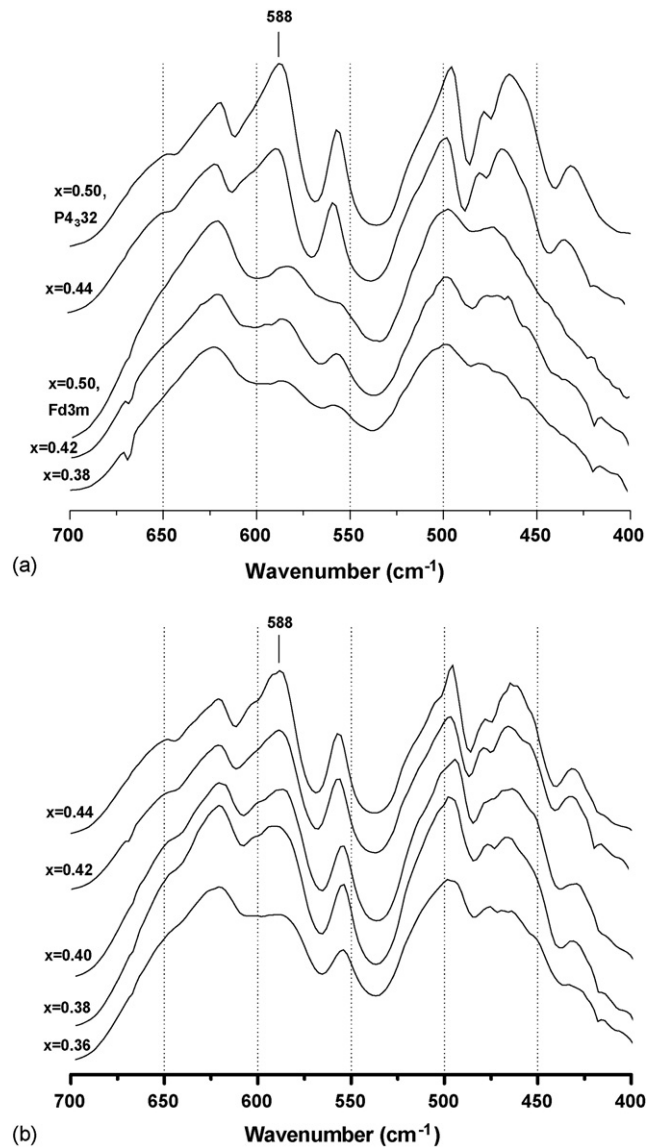 588
x=0.50,
P4₃32
x=0.44
x=0.50,
Fd3m
x=0.42
x=0.38
700 650 600 550 500 450 400
(a)
Wavenumber (cm⁻¹)
588
x=0.44
x=0.42
x=0.40
x=0.38
x=0.36
700 650 600 550 500 450 400
(b)
Wavenumber (cm⁻¹)